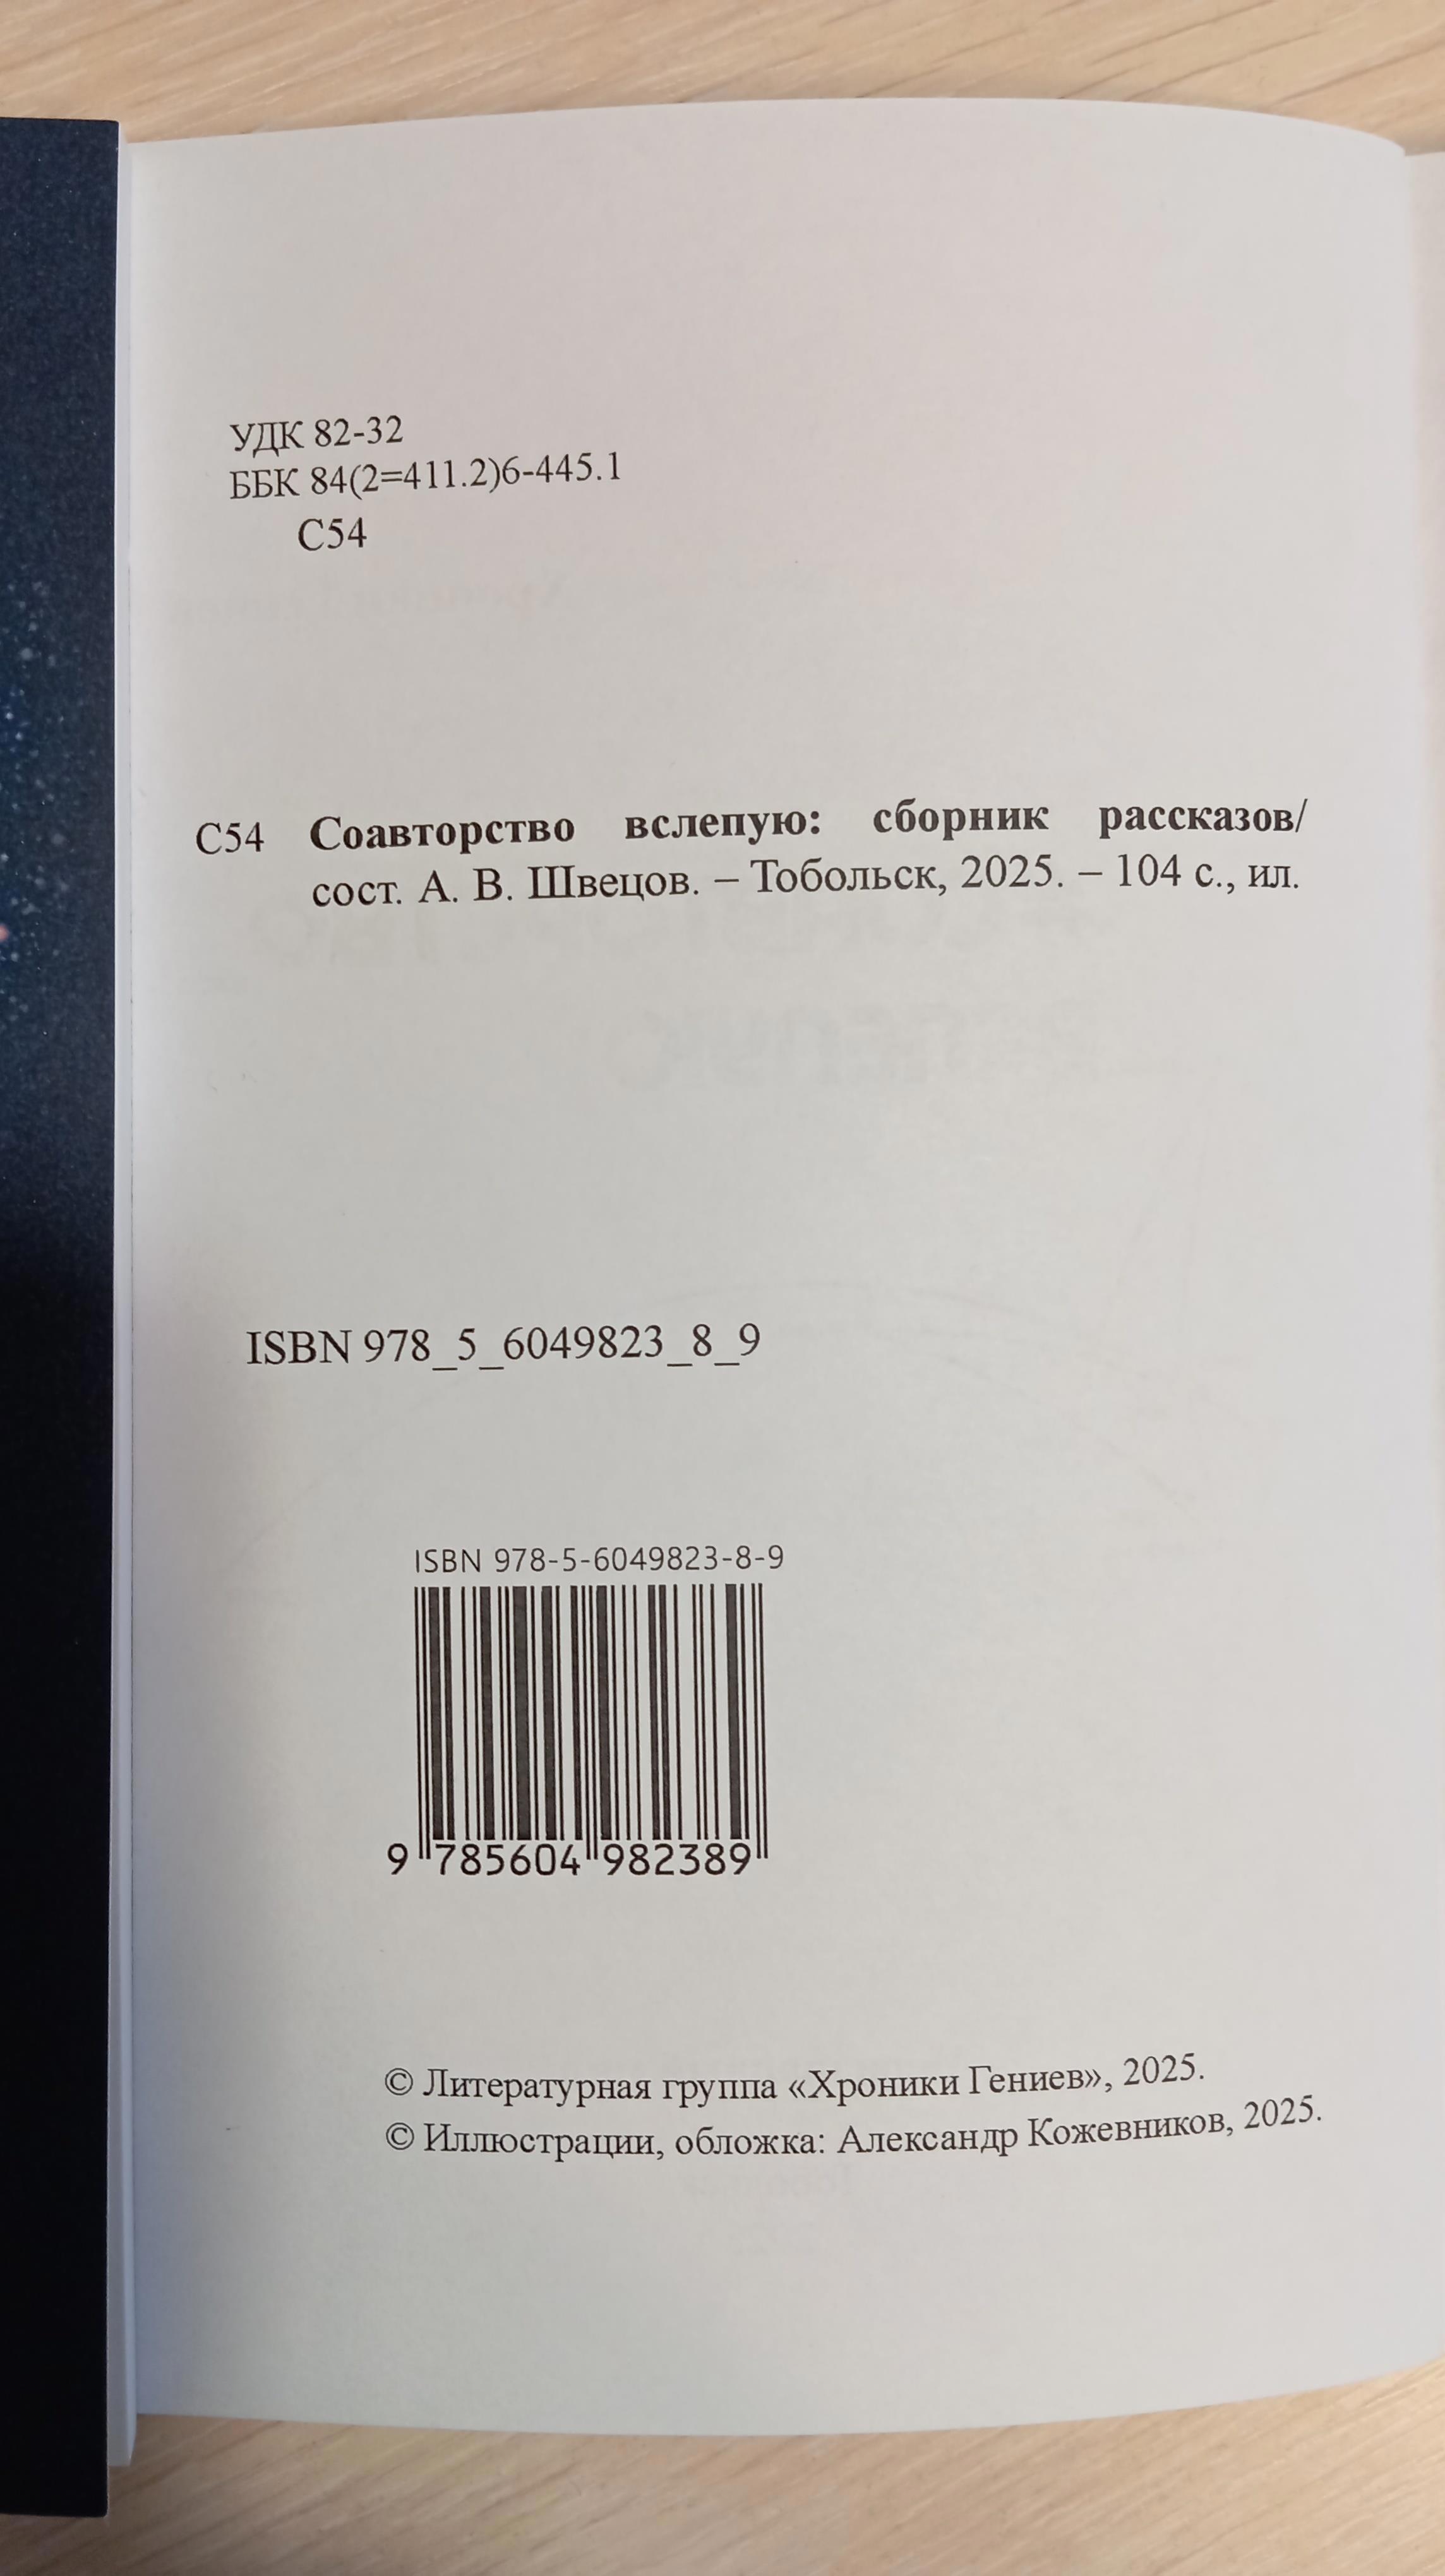 УДК 82-32
ББК 84(2=411.2)6-445.1
С54
С54 Соавторство вслепую: сборник рассказов/
сост. А. В. Швецов. – Тобольск, 2025. – 104 с., ил.
ISBN 978_5_6049823_8_9
ISBN 978-5-6049823-8-9
9 785604 982389
© Литературная группа «Хроники Гениев», 2025.
© Иллюстрации, обложка: Александр Кожевников, 2025.